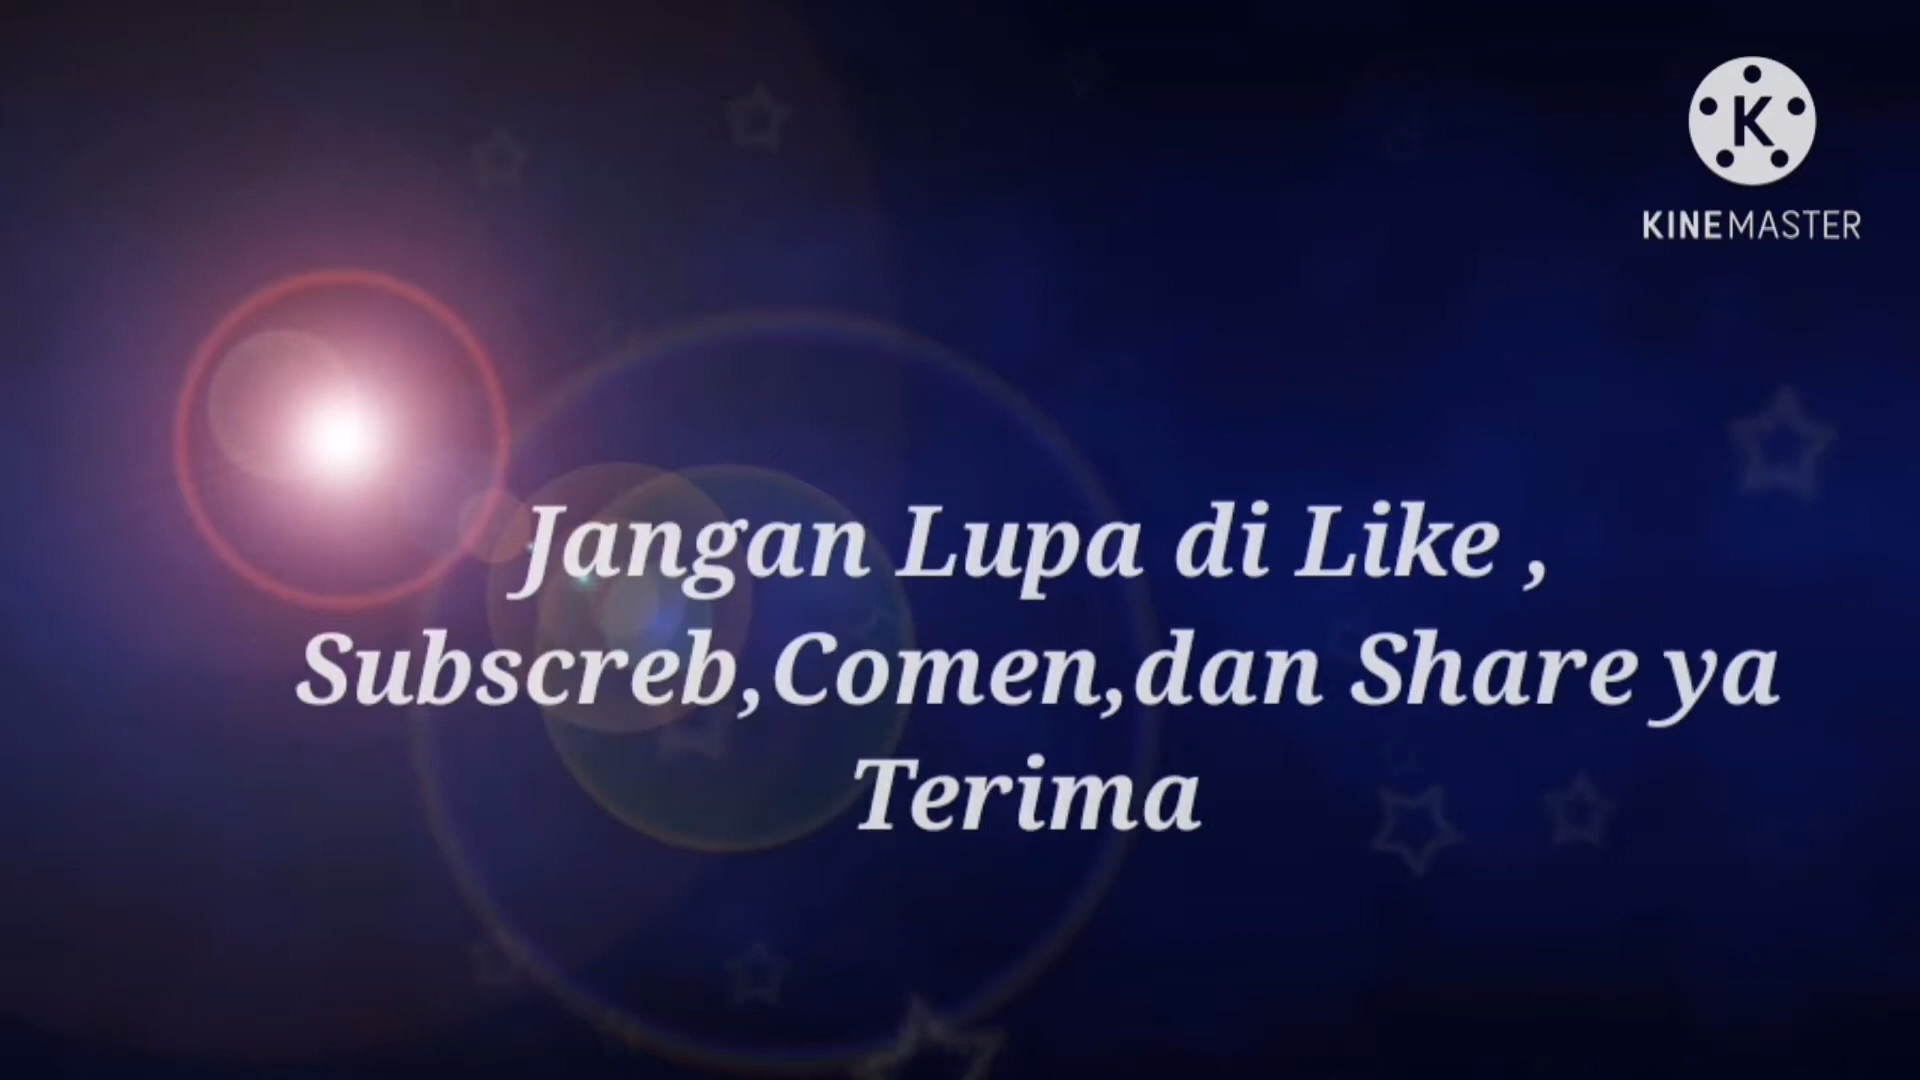 KINEMASTER
Jangan Lupa di Like ,
Subscreb,Comen,dan Share ya
Terima